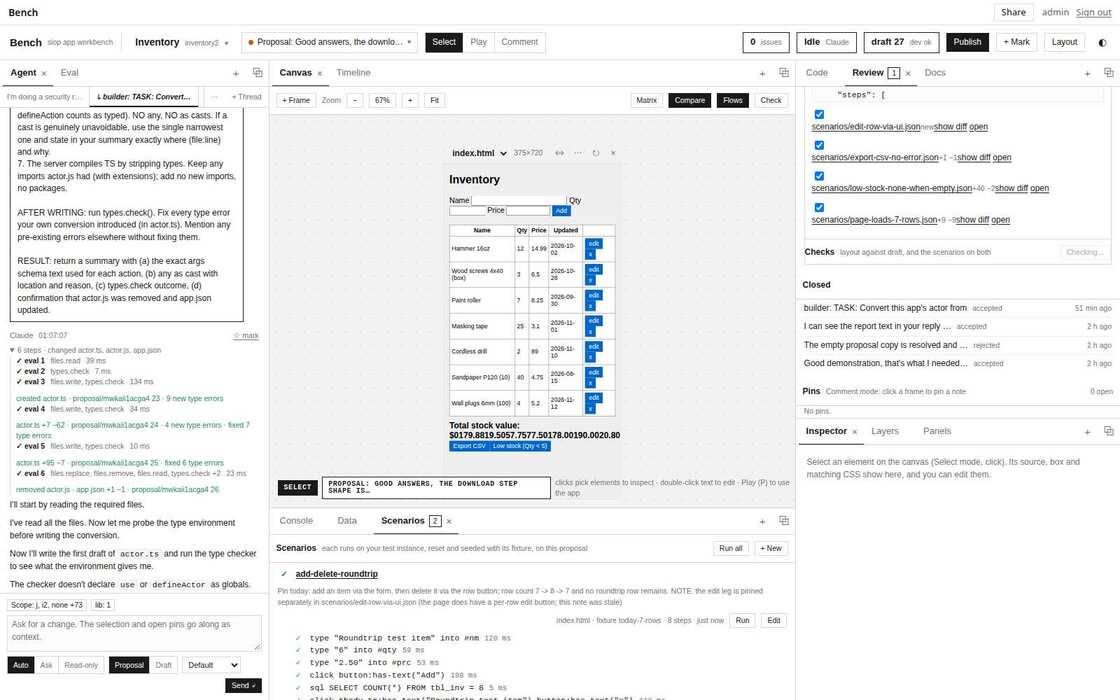 Bench
Share
admin
Sign out
Bench slop app workbench
Inventory inventory2
Proposal: Good answers, the downlo…
Select
Play
Comment
0 issues
Idle Claude
draft 27 dev ok
Publish
+ Mark
Layout
Agent ×
Eval
I'm doing a security r…
builder: TASK: Convert…
…
+ Thread
defineAction counts as typed). NO any, NO as casts. If a
cast is genuinely unavoidable, use the single narrowest
one and state in your summary exactly where (file:line)
and why.
7. The server compiles TS by stripping types. Keep any
imports actor.js had (with extensions); add no new imports,
no packages.
AFTER WRITING: run types.check(). Fix every type error
your own conversion introduced (in actor.ts). Mention any
pre-existing errors elsewhere without fixing them.
RESULT: return a summary with (a) the exact args
schema text used for each action, (b) any as cast with
location and reason, (c) types.check outcome, (d)
confirmation that actor.js was removed and app.json
updated.
Claude 01:07:07
☆ mark
▾ 6 steps · changed actor.ts, actor.js, app.json
✓ eval 1 files.read 39 ms
✓ eval 2 types.check 7 ms
✓ eval 3 files.write, types.check 134 ms
created actor.ts · proposal/mwkaii1acga4 23 · 9 new type errors
✓ eval 4 files.write, types.check 34 ms
actor.ts +7 −62 · proposal/mwkaii1acga4 24 · 4 new type errors · fixed 7
type errors
✓ eval 5 files.write, types.check 10 ms
actor.ts +95 −7 · proposal/mwkaii1acga4 25 · fixed 6 type errors
✓ eval 6 files.replace, files.remove, files.read, types.check +2 23 ms
removed actor.js · app.json +1 −1 · proposal/mwkaii1acga4 26
I'll start by reading the required files.
I've read all the files. Now let me probe the type environment
before writing the conversion.
Now I'll write the first draft of actor.ts and run the type checker
to see what the environment gives me.
The checker doesn't declare use or defineActor as globals.
Scope: j, i2, none +73
lib: 1
Ask for a change. The selection and open pins go along as
context.
Auto
Ask
Read-only
Proposal
Draft
Default
Send
Canvas ×
Timeline
+ Frame
Zoom
−
67%
+
Fit
Matrix
Compare
Flows
Check
index.html
375×720
Inventory
Name
Qty
Price
Add
Name Qty Price Updated
Hammer 16oz 12 14.99 2026-10-02 edit x
Wood screws 4x40 (box) 3 6.5 2026-10-28 edit x
Paint roller 7 8.25 2026-09-30 edit x
Masking tape 25 3.1 2026-11-01 edit x
Cordless drill 2 89 2026-11-10 edit x
Sandpaper P120 (10) 40 4.75 2026-08-15 edit x
Wall plugs 6mm (100) 4 5.2 2026-11-12 edit x
Total stock value:
$0179.8819.5057.7577.50178.00190.0020.80
Export CSV
Low stock (Qty < 5)
SELECT
PROPOSAL: GOOD ANSWERS, THE DOWNLOAD STEP
SHAPE IS…
clicks pick elements to inspect · double-click text to edit · Play (P) to use
the app
Console
Data
Scenarios 2 ×
Scenarios each runs on your test instance, reset and seeded with its fixture, on this proposal
Run all
+ New
✓ add-delete-roundtrip
Pin today: add an item via the form, then delete it via the row button; row count 7 -> 8 -> 7 and no roundtrip row remains. NOTE: the edit leg is pinned
separately in scenarios/edit-row-via-ui.json (the page does have a per-row edit button; this note was stale)
index.html · fixture today-7-rows · 8 steps just now
Run
Edit
✓ type "Roundtrip test item" into #nm 120 ms
✓ type "6" into #qty 59 ms
✓ type "2.50" into #prc 53 ms
✓ click button:has-text("Add") 108 ms
✓ sql SELECT COUNT(*) FROM tbl_inv = 8 5 ms
Code
Review 1 ×
Docs
"steps": [
scenarios/edit-row-via-ui.json new show diff open
scenarios/export-csv-no-error.json +1 −1 show diff open
scenarios/low-stock-none-when-empty.json +40 −2 show diff open
scenarios/page-loads-7-rows.json +9 −9 show diff open
Checks layout against draft, and the scenarios on both
Checking…
Closed
builder: TASK: Convert this app's actor from accepted 51 min ago
I can see the report text in your reply … accepted 2 h ago
The empty proposal copy is resolved and … rejected 2 h ago
Good demonstration, that's what I needed… accepted 2 h ago
Pins Comment mode: click a frame to pin a note 0 open
No pins.
Inspector ×
Layers
Panels
Select an element on the canvas (Select mode, click). Its source, box and
matching CSS show here, and you can edit them.